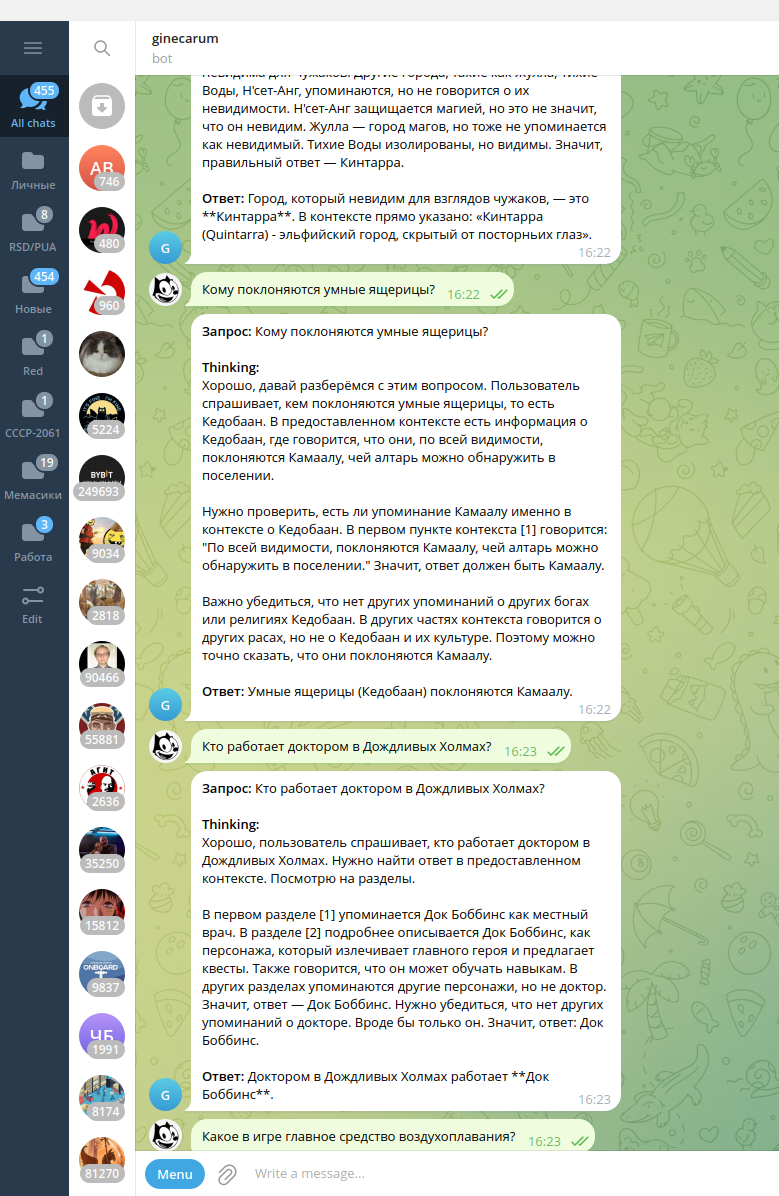 ginecarum
bot
455
All chats
Личные
8
RSD/PUA
454
Новые
1
Red
1
СССР-2061
19
Мемасики
3
Работа
Edit
АВ
746
480
960
5224
BYBIT
249693
9034
2818
90466
55881
АГИТ
2636
35250
15812
ONBOARD
9837
ЧБ
1991
8174
81270
невидима для чужаков. Другие города, такие как Жулла, Тихие
Воды, Н'сет-Анг, упоминаются, но не говорится о их
невидимости. Н'сет-Анг защищается магией, но это не значит,
что он невидим. Жулла — город магов, но тоже не упоминается
как невидимый. Тихие Воды изолированы, но видимы. Значит,
правильный ответ — Кинтарра.
Ответ: Город, который невидим для взглядов чужаков, — это
**Кинтарра**. В контексте прямо указано: «Кинтарра
(Quintarra) - эльфийский город, скрытый от посторньих глаз».
16:22
G
Кому поклоняются умные ящерицы?
16:22
Запрос: Кому поклоняются умные ящерицы?
Thinking:
Хорошо, давай разберёмся с этим вопросом. Пользователь
спрашивает, кем поклоняются умные ящерицы, то есть
Кедобаан. В предоставленном контексте есть информация о
Кедобаан, где говорится, что они, по всей видимости,
поклоняются Камаалу, чей алтарь можно обнаружить в
поселении.
Нужно проверить, есть ли упоминание Камаалу именно в
контексте о Кедобаан. В первом пункте контекста [1] говорится:
"По всей видимости, поклоняются Камаалу, чей алтарь можно
обнаружить в поселении." Значит, ответ должен быть Камаалу.
Важно убедиться, что нет других упоминаний о других богах
или религиях Кедобаан. В других частях контекста говорится о
других расах, но не о Кедобаан и их культуре. Поэтому можно
точно сказать, что они поклоняются Камаалу.
Ответ: Умные ящерицы (Кедобаан) поклоняются Камаалу.
16:22
G
Кто работает доктором в Дождливых Холмах?
16:23
Запрос: Кто работает доктором в Дождливых Холмах?
Thinking:
Хорошо, пользователь спрашивает, кто работает доктором в
Дождливых Холмах. Нужно найти ответ в предоставленном
контексте. Посмотрю на разделы.
В первом разделе [1] упоминается Док Боббинс как местный
врач. В разделе [2] подробнее описывается Док Боббинс, как
персонажа, который излечивает главного героя и предлагает
квесты. Также говорится, что он может обучать навыкам. В
других разделах упоминаются другие персонажи, но не доктор.
Значит, ответ — Док Боббинс. Нужно убедиться, что нет других
упоминаний о докторе. Вроде бы только он. Значит, ответ: Док
Боббинс.
Ответ: Доктором в Дождливых Холмах работает **Док
Боббинс**.
16:23
G
Какое в игре главное средство воздухоплавания?
16:23
Menu
Write a message...